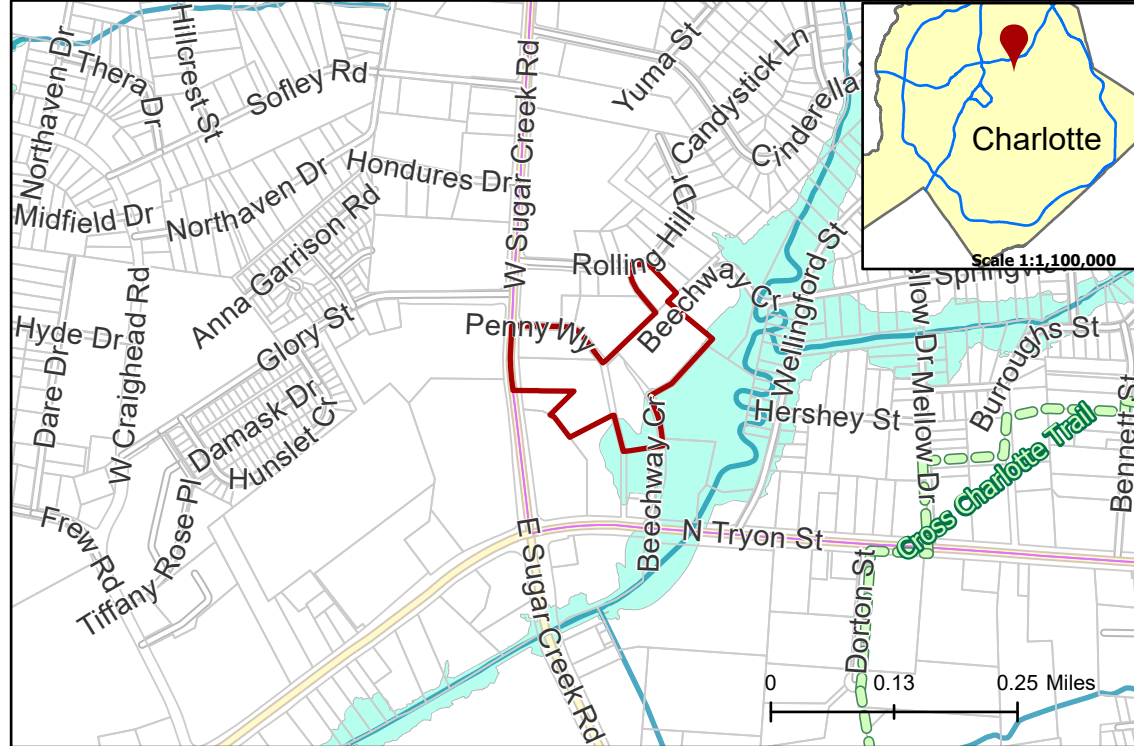 Northaven Dr
Thera Dr
Hillcrest St
Sofley Rd
W Sugar Creek Rd
Yuma St
Candystick Ln
Cinderella
Charlotte
Scale 1:1,100,000
Midfield Dr
Northaven Dr
Hondures Dr
Anna Garrison Rd
Rolling Hill Dr
Beechway Cr
Wellingford St
Springvi
Hyde Dr
Dare Dr
W Craighead Rd
Glory St
Penny Wy
Mellow Dr
Burroughs St
Damask Dr
Hunslet Cr
Beechway Cr
Hershey St
Mellow Dr
Bennett St
Cross Charlotte Trail
Frew Rd
Tiffany Rose Pl
E Sugar Creek Rd
N Tryon St
Dorton St
0 0.13 0.25 Miles